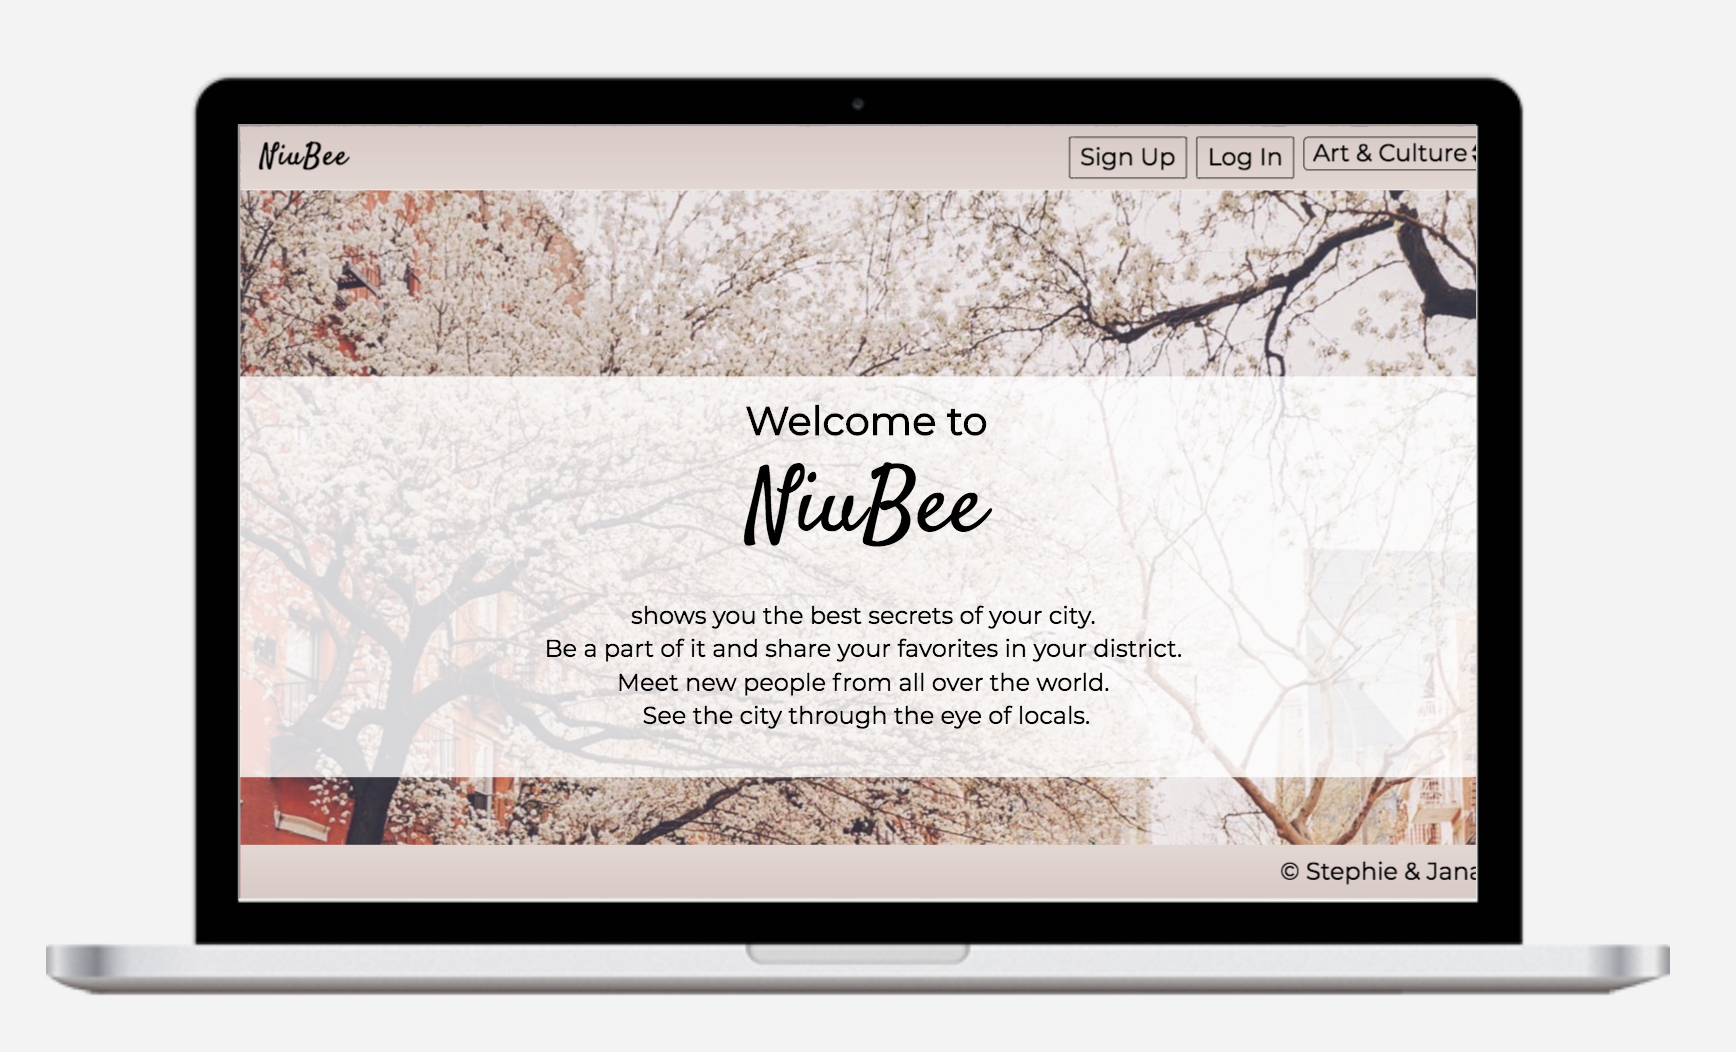 NiuBee
Sign Up
Log In
Art & Culture
Welcome to
NiuBee
shows you the best secrets of your city.
Be a part of it and share your favorites in your district.
Meet new people from all over the world.
See the city through the eye of locals.
© Stephie & Jana